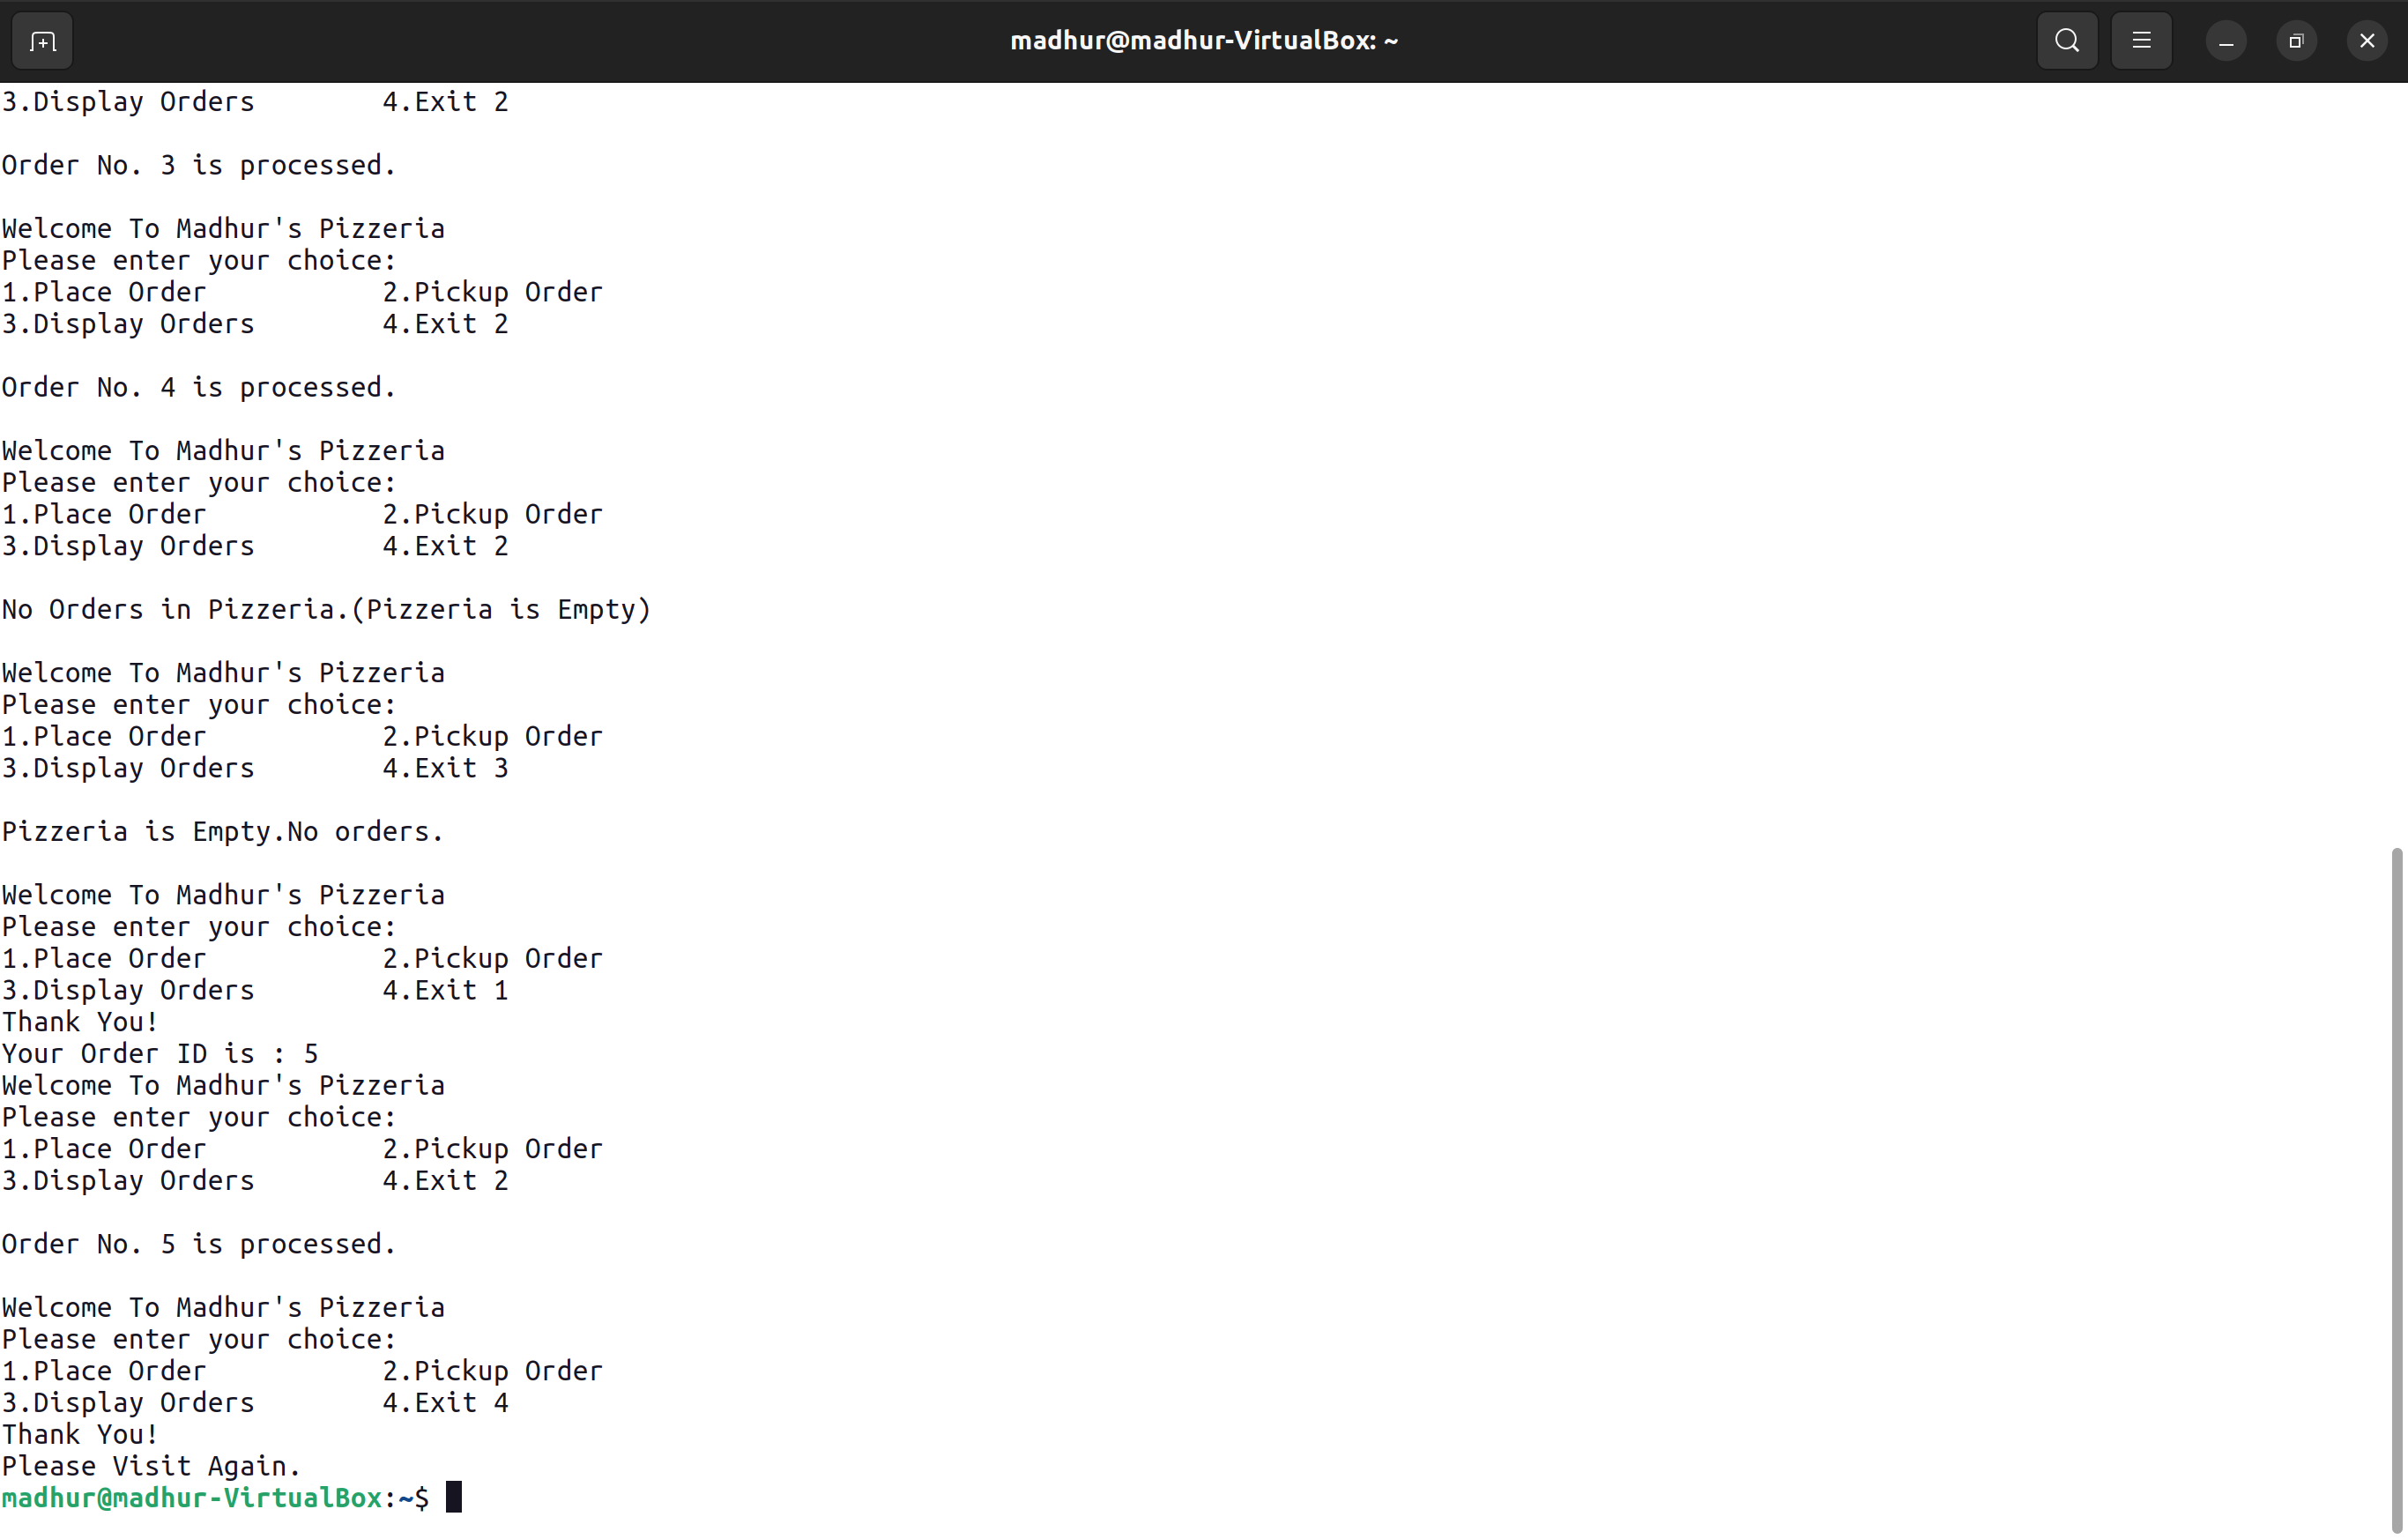 madhur@madhur-VirtualBox: ~
3.Display Orders        4.Exit 2

Order No. 3 is processed.

Welcome To Madhur's Pizzeria
Please enter your choice:
1.Place Order           2.Pickup Order
3.Display Orders        4.Exit 2

Order No. 4 is processed.

Welcome To Madhur's Pizzeria
Please enter your choice:
1.Place Order           2.Pickup Order
3.Display Orders        4.Exit 2

No Orders in Pizzeria.(Pizzeria is Empty)

Welcome To Madhur's Pizzeria
Please enter your choice:
1.Place Order           2.Pickup Order
3.Display Orders        4.Exit 3

Pizzeria is Empty.No orders.

Welcome To Madhur's Pizzeria
Please enter your choice:
1.Place Order           2.Pickup Order
3.Display Orders        4.Exit 1
Thank You!
Your Order ID is : 5
Welcome To Madhur's Pizzeria
Please enter your choice:
1.Place Order           2.Pickup Order
3.Display Orders        4.Exit 2

Order No. 5 is processed.

Welcome To Madhur's Pizzeria
Please enter your choice:
1.Place Order           2.Pickup Order
3.Display Orders        4.Exit 4
Thank You!
Please Visit Again.
madhur@madhur-VirtualBox:~$